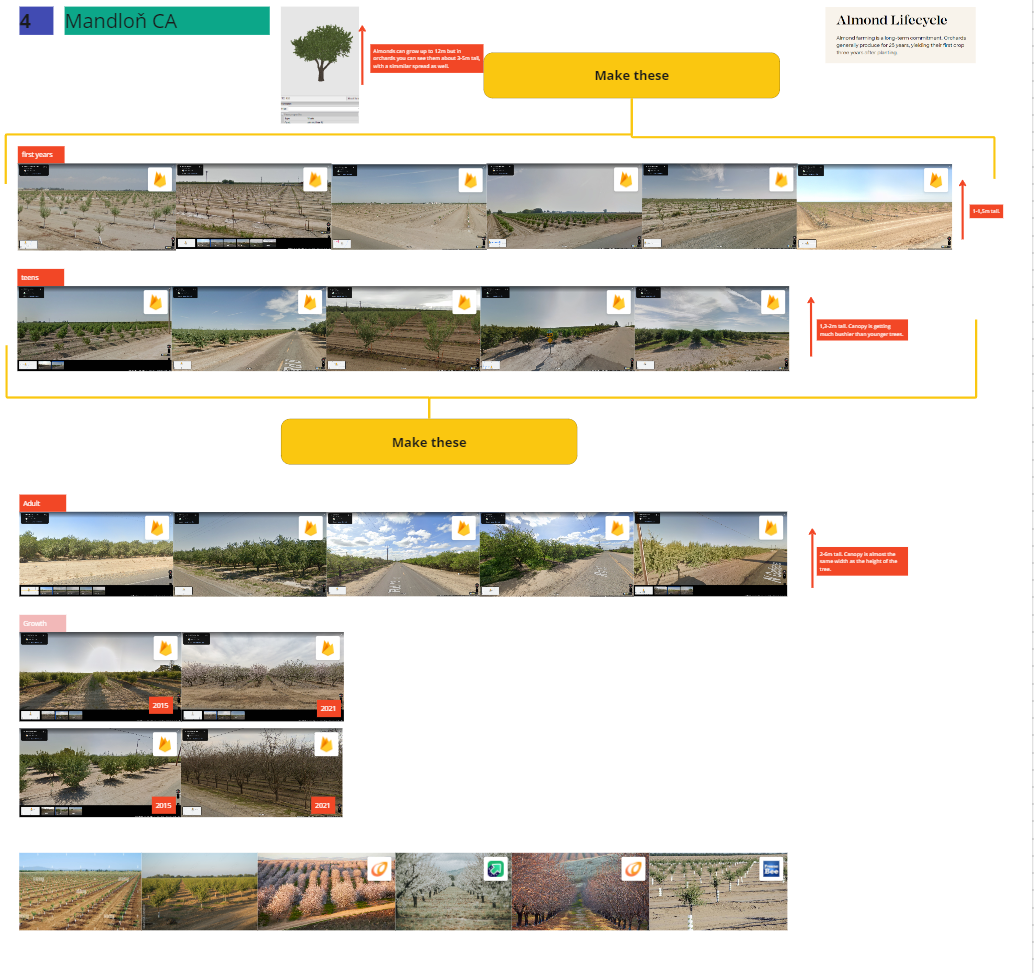 4
Mandloň CA
Almonds can grow up to 12m but in
orchards you can see them about 3-5m tall,
with a simmilar spread as well.
Make these
Almond Lifecycle
Almond farming is a long-term commitment. Orchards
generally produce for 25 years, yielding their first crop
three years after planting
first years
1-1,5m tall.
teens
1,3-2m tall. Canopy is getting
much bushier than younger trees.
Make these
Adult
3-6m tall. Canopy is almost the
same width as the height of the
tree.
Growth
2015
2021
2015
2021
Bee